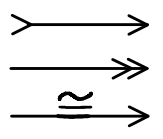 ↣
↠
≅
→